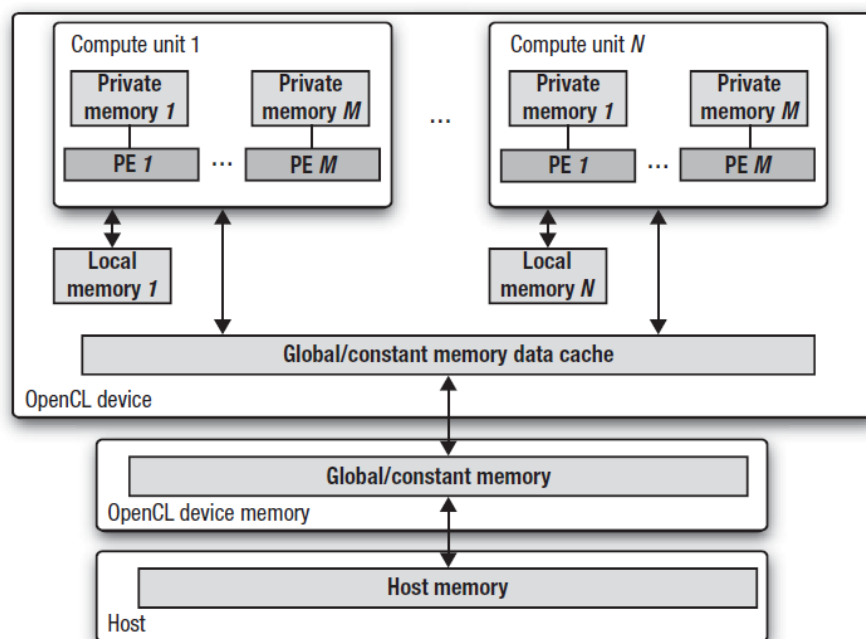 Compute unit 1
Compute unit N
Private
memory 1
Private
memory M
Private
memory 1
Private
memory M
...
PE 1
...
PE M
PE 1
...
PE M
Local
memory 1
Local
memory N
Global/constant memory data cache
OpenCL device
Global/constant memory
OpenCL device memory
Host memory
Host